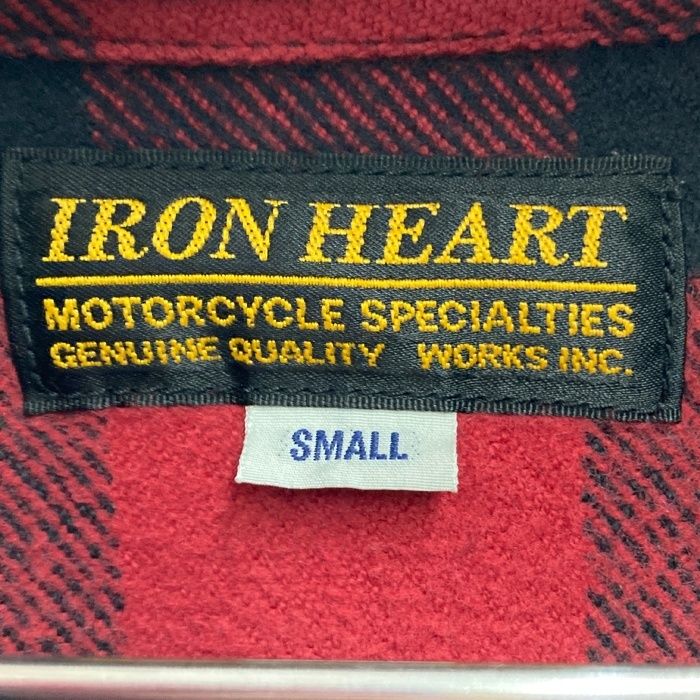 IRON HEART
MOTORCYCLE SPECIALTIES
GENUINE QUALITY WORKS INC.
SMALL